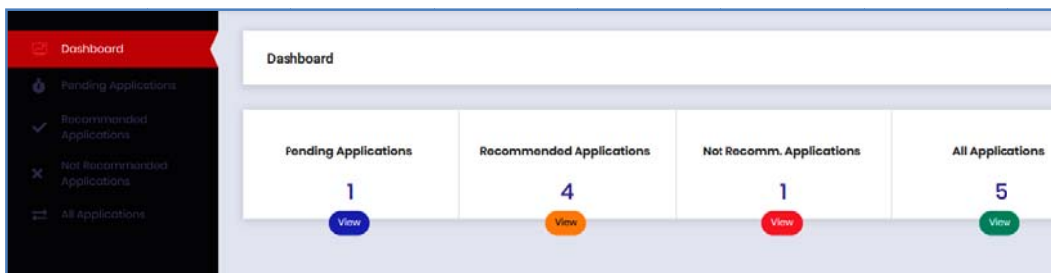 Dashboard
Pending Applications
Recommended
Applications
Not Recommended
Applications
All Applications
Dashboard
Pending Applications
Recommended Applications
Not Recomm. Applications
All Applications
1
4
1
5
View
View
View
View